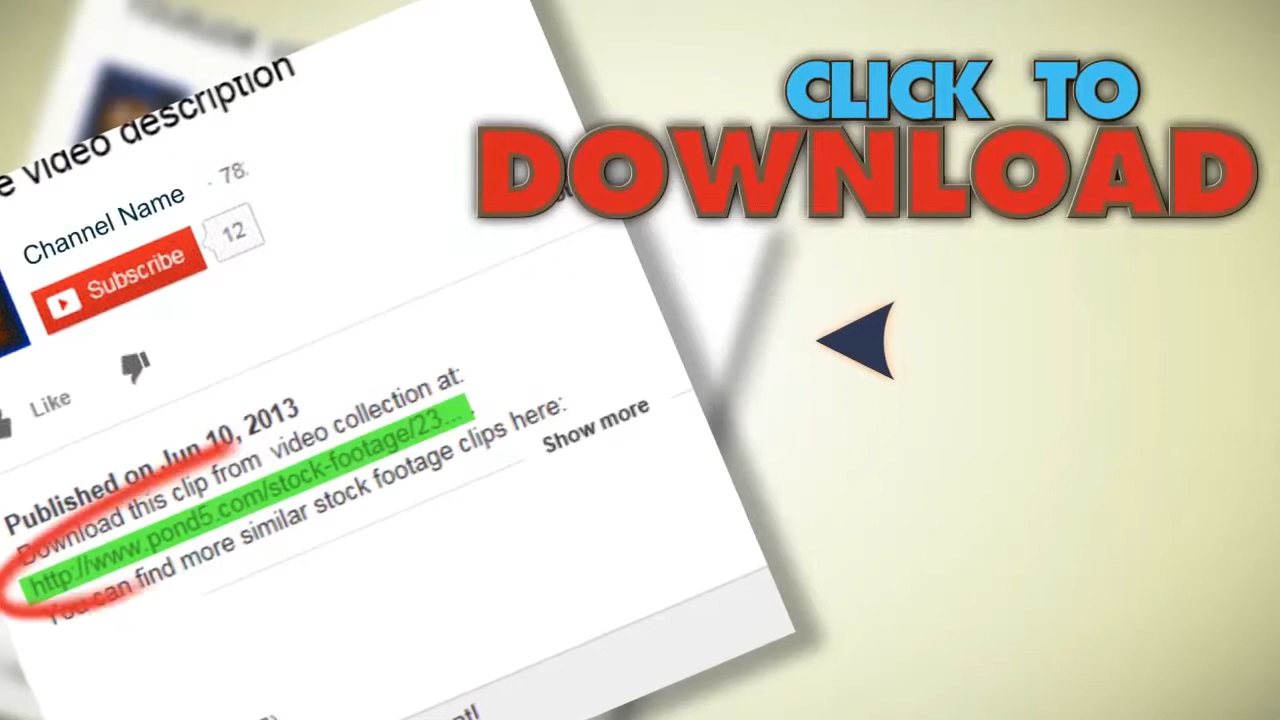 CLICK TO
DOWNLOAD
video description
Channel Name · 78
Subscribe 12
Like
Published on Jun 10, 2013
Download this clip from video collection at:
http://www.pond5.com/stock-footage/23...
You can find more similar stock footage clips here:
Show more